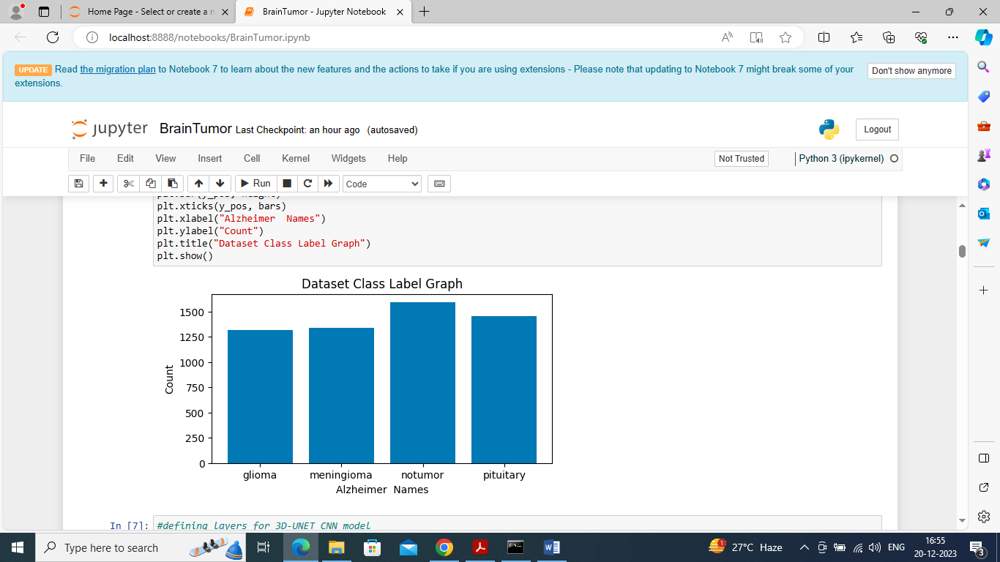 Home Page - Select or create a n
BrainTumor - Jupyter Notebook
localhost:8888/notebooks/BrainTumor.ipynb
UPDATE Read the migration plan to Notebook 7 to learn about the new features and the actions to take if you are using extensions - Please note that updating to Notebook 7 might break some of your
extensions.
Don't show anymore
jupyter BrainTumor Last Checkpoint: an hour ago (autosaved)
Logout
File Edit View Insert Cell Kernel Widgets Help
Not Trusted
Python 3 (ipykernel)
Run
Code
plt.xticks(y_pos, bars)
plt.xlabel("Alzheimer  Names")
plt.ylabel("Count")
plt.title("Dataset Class Label Graph")
plt.show()
Dataset Class Label Graph
1500
1250
1000
750
500
250
0
Count
glioma meningioma notumor pituitary
Alzheimer  Names
In [7]: #defining layers for 3D-UNET CNN model
Type here to search
1
27°C Haze
ENG
16:55
20-12-2023
3